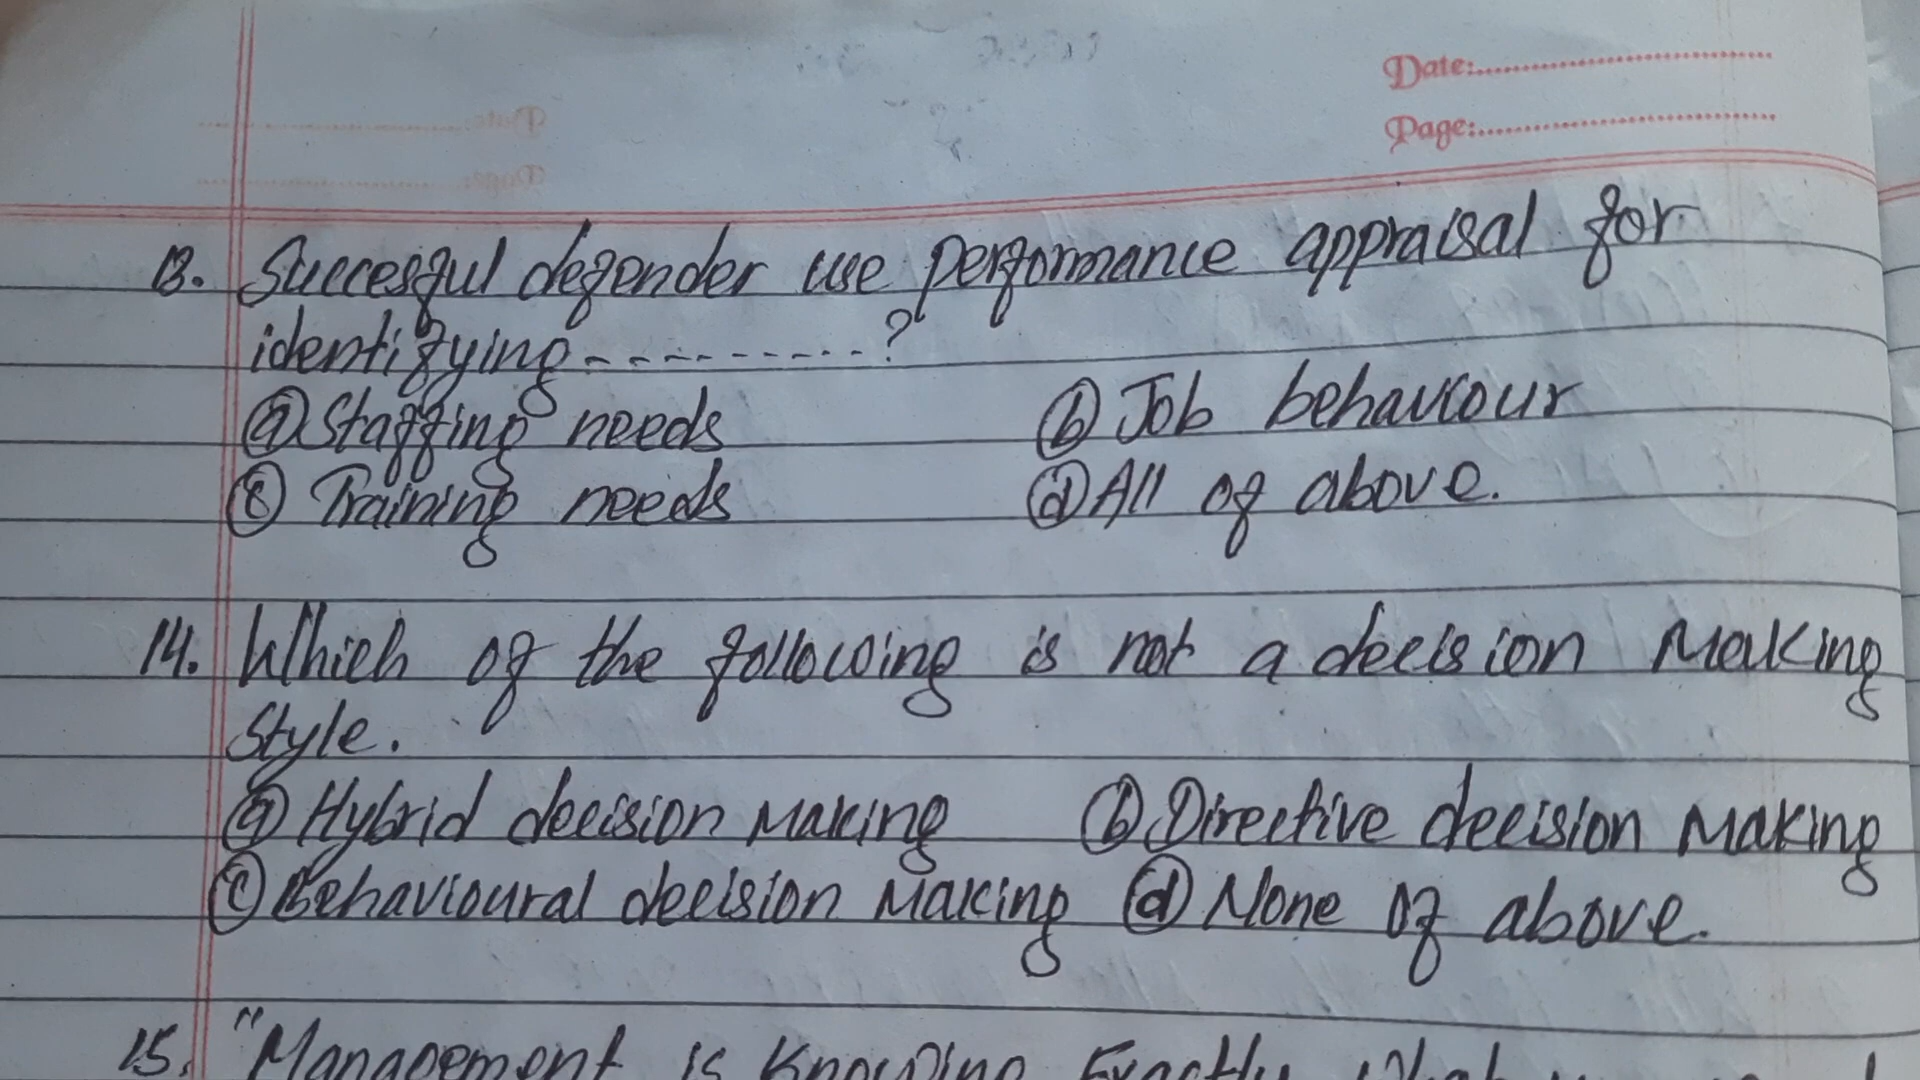 Date:
Page:
13. Succesful defender use performance appraisal for
identifying----------?
(a) Staffing needs (b) Job behaviour
(c) Training needs (d) All of above.
14. Which of the following is not a decision Making
Style.
(a) Hybrid decision Making (b) Directive decision Making
(c) Behavioural decision Making (d) None of above.
15. "Management is Knowing Exactly What